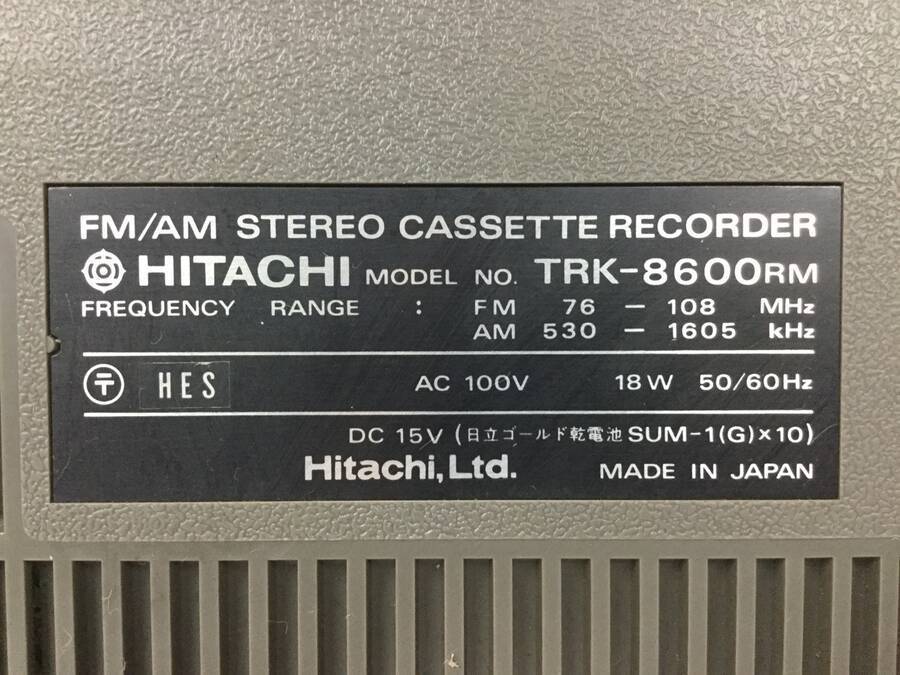 FM/AM STEREO CASSETTE RECORDER
HITACHI MODEL NO. TRK-8600RM
FREQUENCY RANGE : FM 76 – 108 MHz
AM 530 – 1605 kHz
〒 HES AC 100V 18W 50/60Hz
DC 15V (日立ゴールド乾電池 SUM-1(G)×10)
Hitachi,Ltd. MADE IN JAPAN